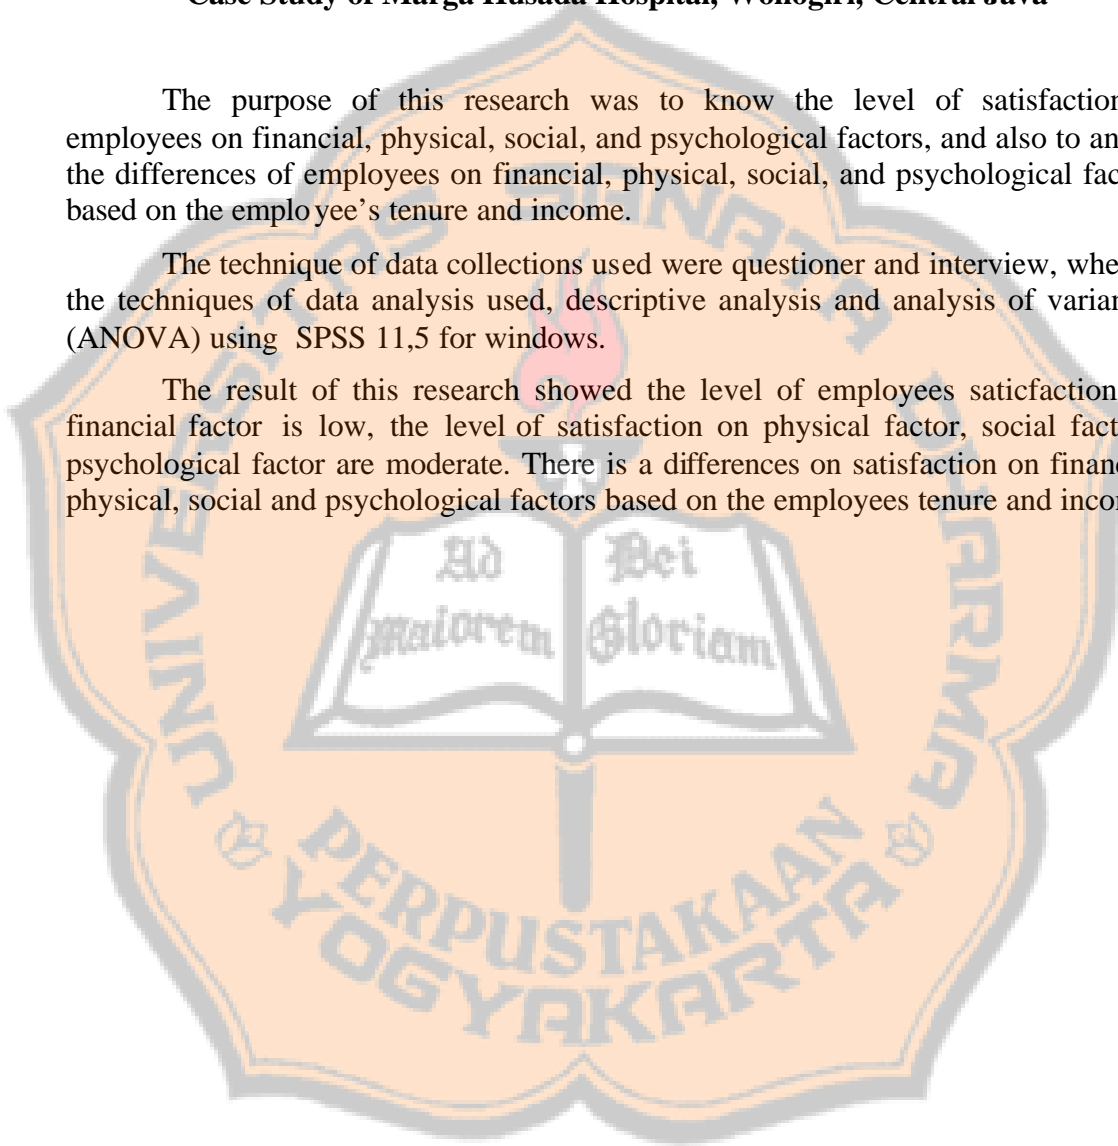 Case Study of Marga Husada Hospital, Wonogiri, Central Java
The purpose of this research was to know the level of satisfaction
employees on financial, physical, social, and psychological factors, and also to an
the differences of employees on financial, physical, social, and psychological fac
based on the employee's tenure and income.
The technique of data collections used were questioner and interview, whe
the techniques of data analysis used, descriptive analysis and analysis of varian
(ANOVA) using SPSS 11,5 for windows.
The result of this research showed the level of employees saticfaction
financial factor is low, the level of satisfaction on physical factor, social fact
psychological factor are moderate. There is a differences on satisfaction on financ
physical, social and psychological factors based on the employees tenure and inco
UNIVERSITAS SANATA DHARMA
Ad maiorem
Dei Gloriam
PERPUSTAKAAN
YOGYAKARTA